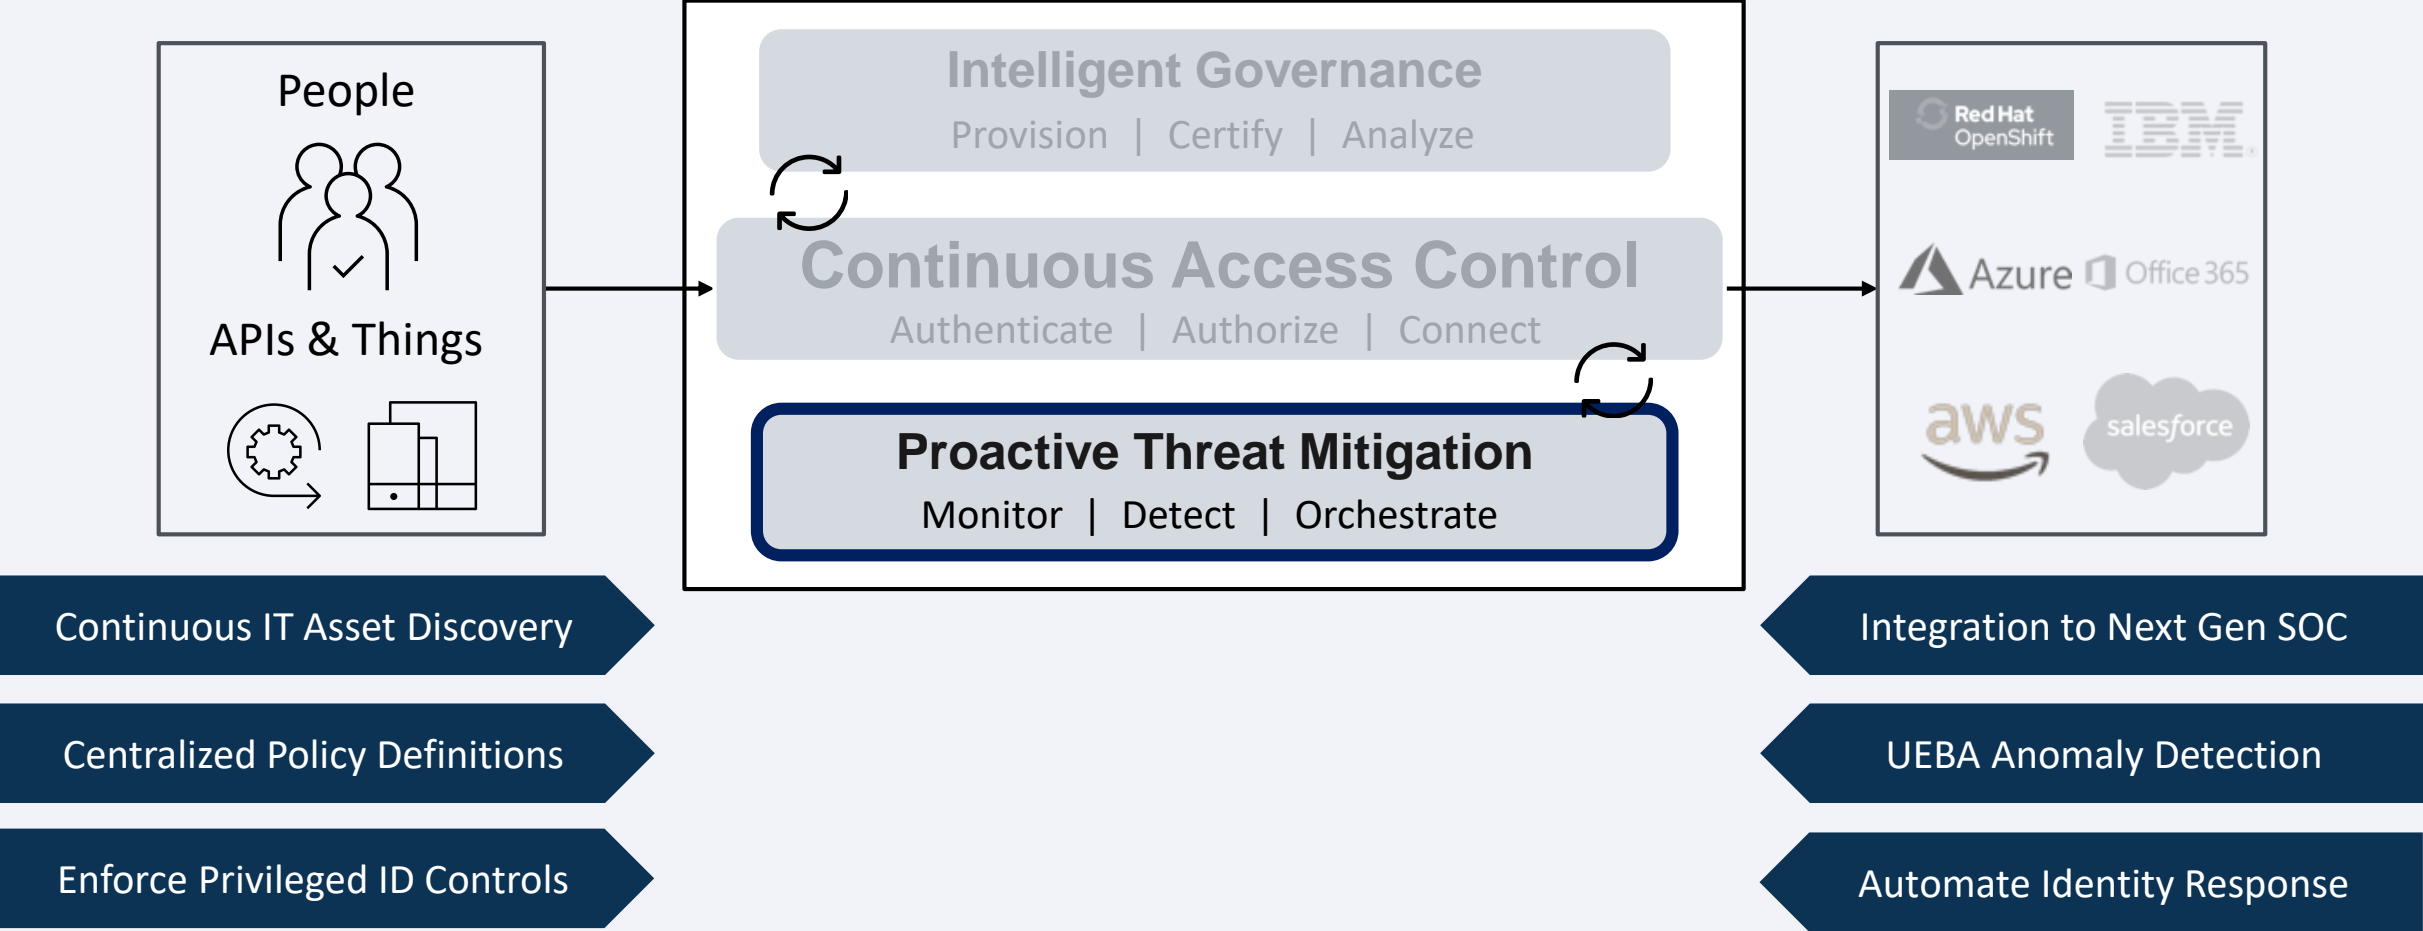 People
APIs & Things
Intelligent Governance
Provision | Certify | Analyze
Continuous Access Control
Authenticate | Authorize | Connect
Proactive Threat Mitigation
Monitor | Detect | Orchestrate
Red Hat
OpenShift
IBM®
Azure
Office 365
aws
salesforce
Continuous IT Asset Discovery
Centralized Policy Definitions
Enforce Privileged ID Controls
Integration to Next Gen SOC
UEBA Anomaly Detection
Automate Identity Response